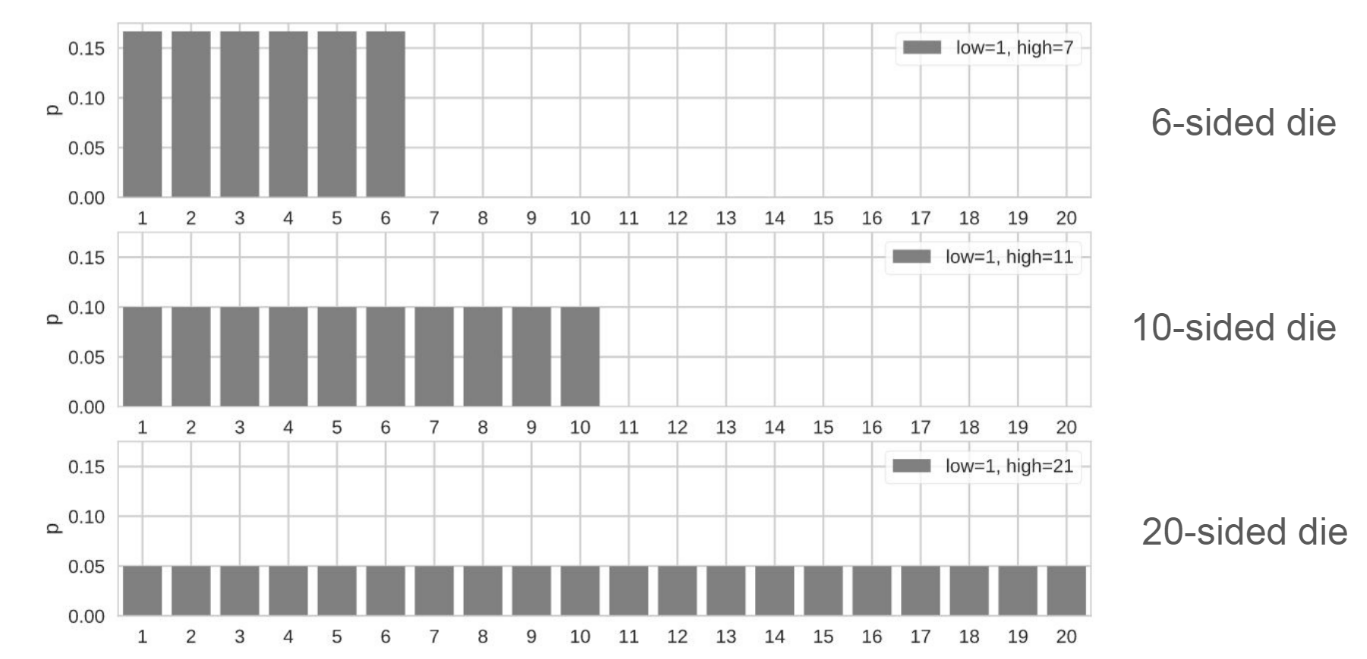 0.15
0.10
0.05
0.00
p
low=1, high=7
6-sided die
1 2 3 4 5 6 7 8 9 10 11 12 13 14 15 16 17 18 19 20
0.15
0.10
0.05
0.00
p
low=1, high=11
10-sided die
1 2 3 4 5 6 7 8 9 10 11 12 13 14 15 16 17 18 19 20
0.15
0.10
0.05
0.00
p
low=1, high=21
20-sided die
1 2 3 4 5 6 7 8 9 10 11 12 13 14 15 16 17 18 19 20